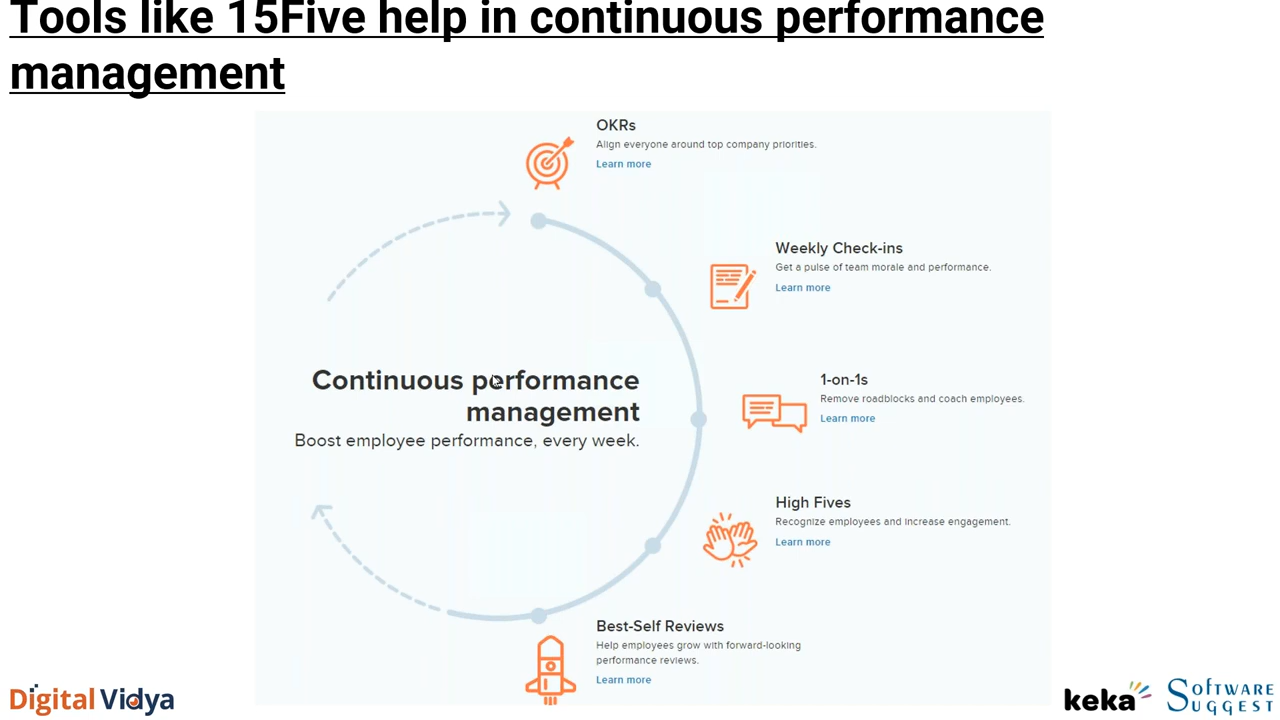 Tools like 15Five help in continuous performance
management
OKRs
Align everyone around top company priorities.
Learn more
Weekly Check-ins
Get a pulse of team morale and performance.
Learn more
Continuous performance
management
Boost employee performance, every week.
1-on-1s
Remove roadblocks and coach employees.
Learn more
High Fives
Recognize employees and increase engagement.
Learn more
Best-Self Reviews
Help employees grow with forward-looking
performance reviews.
Learn more
Digital Vidya
keka
SOFTWARE
SUGGEST